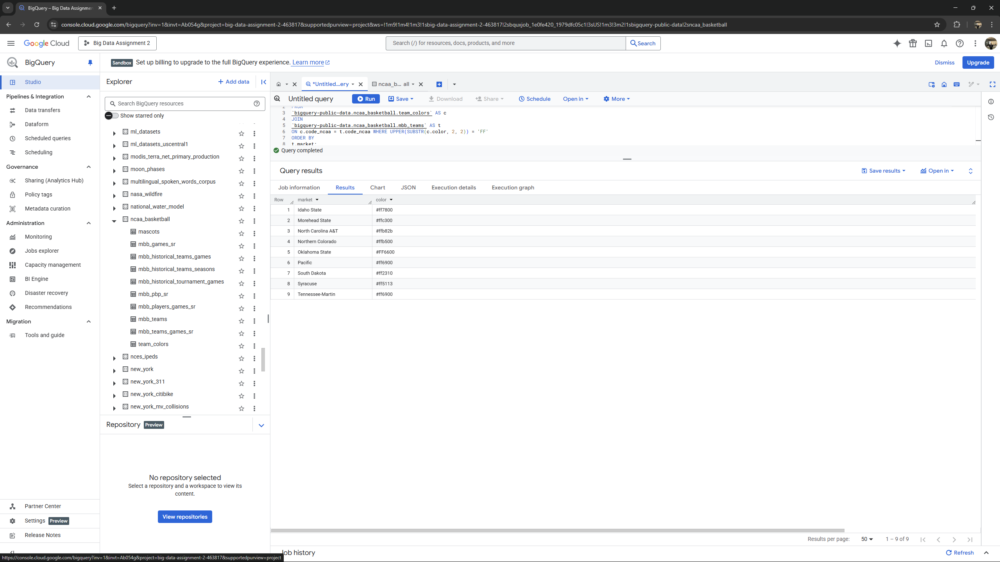 BigQuery – Big Data Assignmen
console.cloud.google.com/bigquery?inv=1&invt=Ab054g&project=big-data-assignment-2-463817&supportedpurview=project&ws=!1m9!1m4!1m3!1sbig-data-assignment-2-463817!2sbquxjob_1e0fe420_1979dfc05c1!3sUS!1m3!3m2!1sbigquery-public-data!2sncaa_basketball
Google Cloud
Big Data Assignment 2
Search (/) for resources, docs, products, and more
Search
BigQuery
Sandbox Set up billing to upgrade to the full BigQuery experience. Learn more
Dismiss
Upgrade
Studio
Pipelines & Integration
Data transfers
Dataform
Scheduled queries
Scheduling
Governance
Sharing (Analytics Hub)
Policy tags
Metadata curation
Administration
Monitoring
Jobs explorer
Capacity management
BI Engine
Disaster recovery
Recommendations
Migration
Tools and guide
Partner Center
Settings Preview
Release Notes
Explorer
+ Add data
Search BigQuery resources
Show starred only
ml_datasets
ml_datasets_uscentral1
modis_terra_net_primary_production
moon_phases
multilingual_spoken_words_corpus
nasa_wildfire
national_water_model
ncaa_basketball
mascots
mbb_games_sr
mbb_historical_teams_games
mbb_historical_teams_seasons
mbb_historical_tournament_games
mbb_pbp_sr
mbb_players_games_sr
mbb_teams
mbb_teams_games_sr
team_colors
nces_ipeds
new_york
new_york_311
new_york_citibike
new_york_mv_collisions
Repository Preview
No repository selected
Select a repository and a workspace to view its
content.
View repositories
*Untitled...ery
ncaa_b... all
Untitled query
Run
Save
Download
Share
Schedule
Open in
More
2 FROM
3 `bigquery-public-data.ncaa_basketball.team_colors` AS c
4 JOIN
5 `bigquery-public-data.ncaa_basketball.mbb_teams` AS t
6 ON c.code_ncaa = t.code_ncaa WHERE UPPER(SUBSTR(c.color, 2, 2)) = 'FF'
7 ORDER BY
8 t.market;
Query completed
Query results
Save results
Open in
Job information
Results
Chart
JSON
Execution details
Execution graph
Row market color
1 Idaho State #ff7800
2 Morehead State #ffc300
3 North Carolina A&T #ffb82b
4 Northern Colorado #ffb500
5 Oklahoma State #FF6600
6 Pacific #ff6900
7 South Dakota #ff2310
8 Syracuse #ff5113
9 Tennessee-Martin #ff6900
Results per page: 50 1 – 9 of 9
Job history
Refresh
https://console.cloud.google.com/bigquery?inv=1&invt=Ab054g&project=big-data-assignment-2-463817&supportedpurview=project